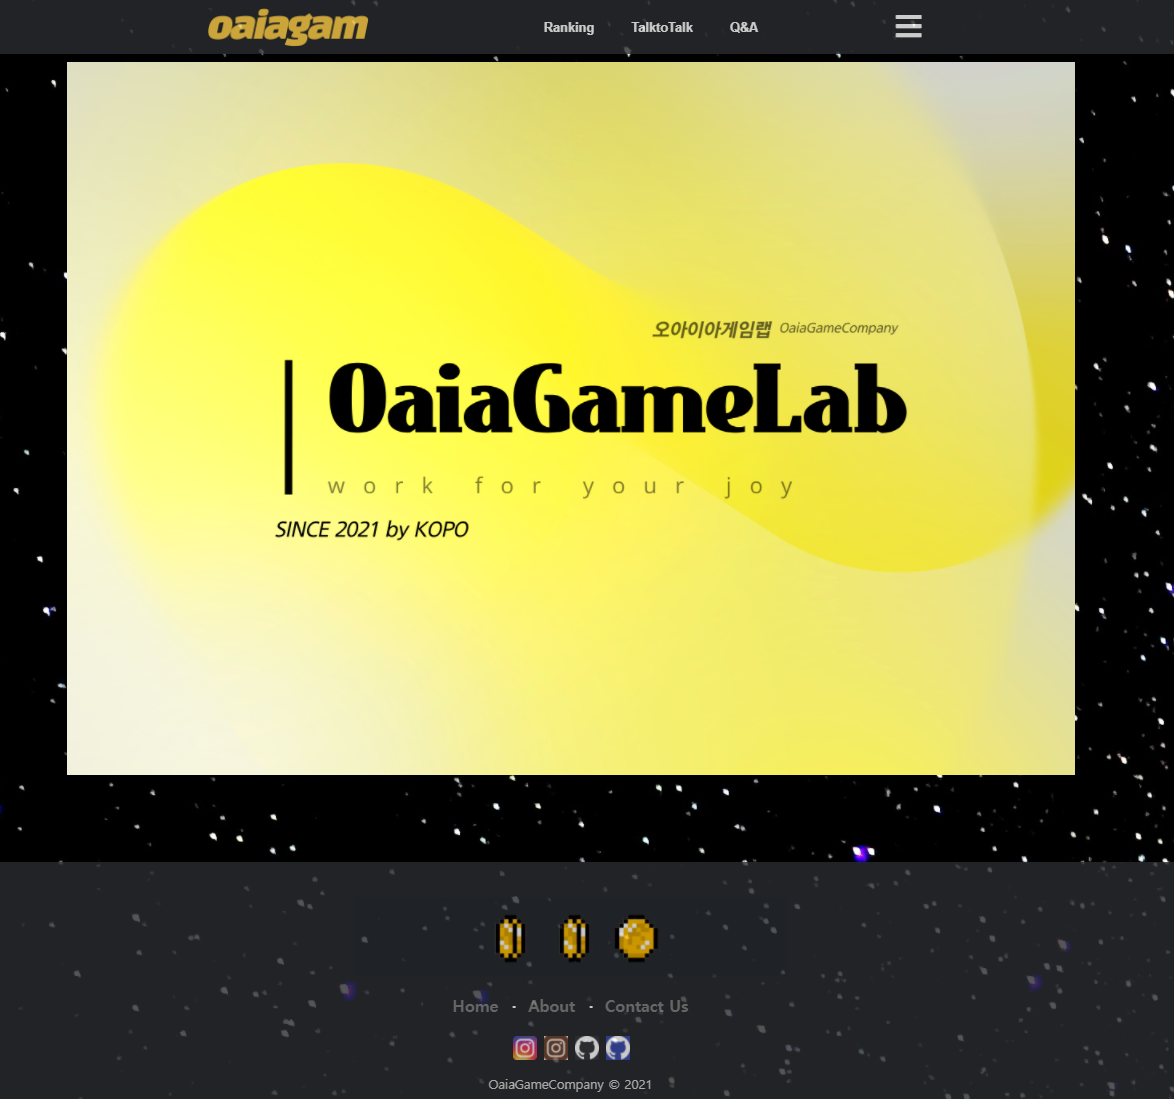 oaiagam
Ranking TalktoTalk Q&A
오아이아게임랩 OaiaGameCompany
OaiaGameLab
work for your joy
SINCE 2021 by KOPO
Home - About - Contact Us
OaiaGameCompany © 2021